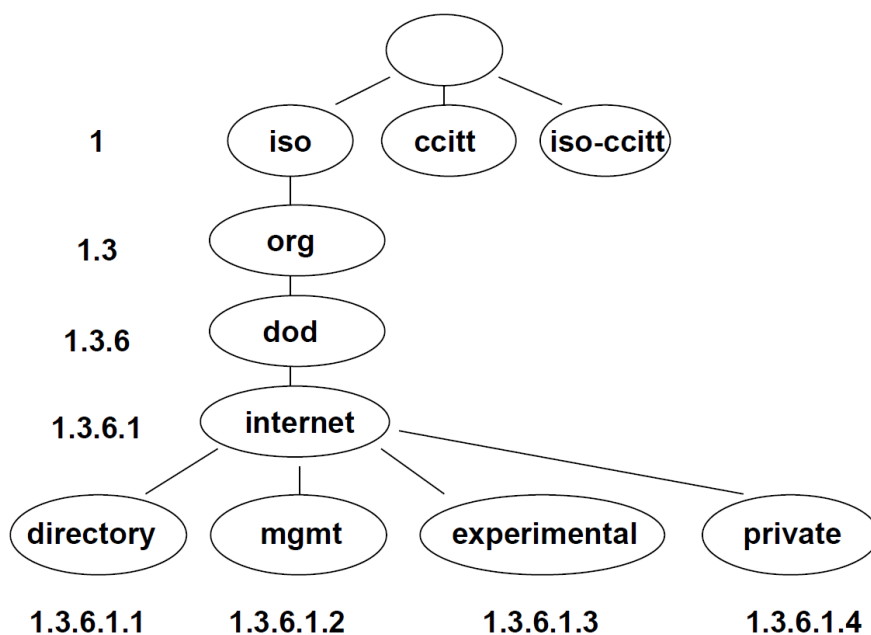 1 iso ccitt iso-ccitt
1.3 org
1.3.6 dod
1.3.6.1 internet
directory mgmt experimental private
1.3.6.1.1 1.3.6.1.2 1.3.6.1.3 1.3.6.1.4